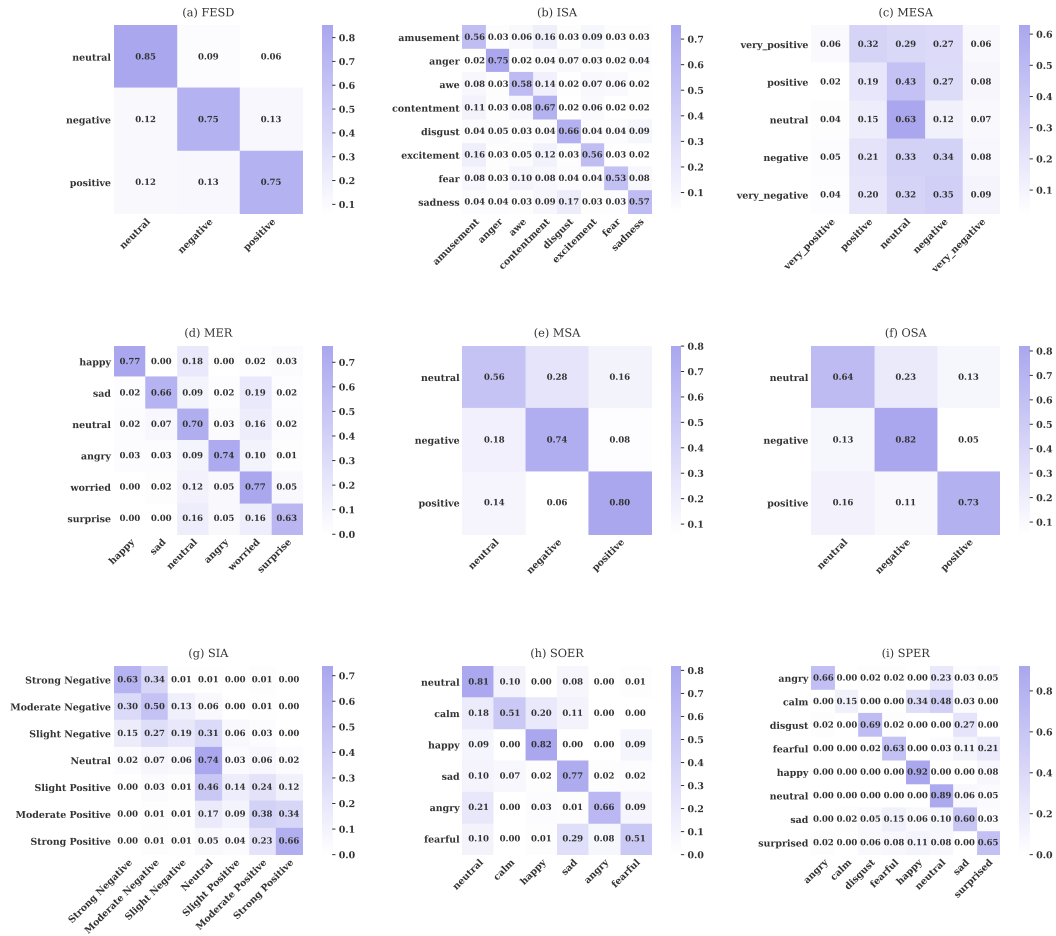 (a) FESD
neutral 0.85 0.09 0.06
negative 0.12 0.75 0.13
positive 0.12 0.13 0.75
neutral negative positive
0.8
0.7
0.6
0.5
0.4
0.3
0.2
0.1
(b) ISA
amusement 0.56 0.03 0.06 0.16 0.03 0.09 0.03 0.03
anger 0.02 0.75 0.02 0.04 0.07 0.03 0.02 0.04
awe 0.08 0.03 0.58 0.14 0.02 0.07 0.06 0.02
contentment 0.11 0.03 0.08 0.67 0.02 0.06 0.02 0.02
disgust 0.04 0.05 0.03 0.04 0.66 0.04 0.04 0.09
excitement 0.16 0.03 0.05 0.12 0.03 0.56 0.03 0.02
fear 0.08 0.03 0.10 0.08 0.04 0.04 0.53 0.08
sadness 0.04 0.04 0.03 0.09 0.17 0.03 0.03 0.57
amusement anger awe contentment disgust excitement fear sadness
0.7
0.6
0.5
0.4
0.3
0.2
0.1
(c) MESA
very_positive 0.06 0.32 0.29 0.27 0.06
positive 0.02 0.19 0.43 0.27 0.08
neutral 0.04 0.15 0.63 0.12 0.07
negative 0.05 0.21 0.33 0.34 0.08
very_negative 0.04 0.20 0.32 0.35 0.09
very_positive positive neutral negative very_negative
0.6
0.5
0.4
0.3
0.2
0.1
(d) MER
happy 0.77 0.00 0.18 0.00 0.02 0.03
sad 0.02 0.66 0.09 0.02 0.19 0.02
neutral 0.02 0.07 0.70 0.03 0.16 0.02
angry 0.03 0.03 0.09 0.74 0.10 0.01
worried 0.00 0.02 0.12 0.05 0.77 0.05
surprise 0.00 0.00 0.16 0.05 0.16 0.63
happy sad neutral angry worried surprise
0.7
0.6
0.5
0.4
0.3
0.2
0.1
0.0
(e) MSA
neutral 0.56 0.28 0.16
negative 0.18 0.74 0.08
positive 0.14 0.06 0.80
neutral negative positive
0.8
0.7
0.6
0.5
0.4
0.3
0.2
0.1
(f) OSA
neutral 0.64 0.23 0.13
negative 0.13 0.82 0.05
positive 0.16 0.11 0.73
neutral negative positive
0.8
0.7
0.6
0.5
0.4
0.3
0.2
0.1
(g) SIA
Strong Negative 0.63 0.34 0.01 0.01 0.00 0.01 0.00
Moderate Negative 0.30 0.50 0.13 0.06 0.00 0.01 0.00
Slight Negative 0.15 0.27 0.19 0.31 0.06 0.03 0.00
Neutral 0.02 0.07 0.06 0.74 0.03 0.06 0.02
Slight Positive 0.00 0.03 0.01 0.46 0.14 0.24 0.12
Moderate Positive 0.00 0.01 0.01 0.17 0.09 0.38 0.34
Strong Positive 0.00 0.01 0.01 0.05 0.04 0.23 0.66
Strong Negative Moderate Negative Slight Negative Neutral Slight Positive Moderate Positive Strong Positive
0.7
0.6
0.5
0.4
0.3
0.2
0.1
0.0
(h) SOER
neutral 0.81 0.10 0.00 0.08 0.00 0.01
calm 0.18 0.51 0.20 0.11 0.00 0.00
happy 0.09 0.00 0.82 0.00 0.00 0.09
sad 0.10 0.07 0.02 0.77 0.02 0.02
angry 0.21 0.00 0.03 0.01 0.66 0.09
fearful 0.10 0.00 0.01 0.29 0.08 0.51
neutral calm happy sad angry fearful
0.8
0.7
0.6
0.5
0.4
0.3
0.2
0.1
0.0
(i) SPER
angry 0.66 0.00 0.02 0.02 0.00 0.23 0.03 0.05
calm 0.00 0.15 0.00 0.00 0.34 0.48 0.03 0.00
disgust 0.02 0.00 0.69 0.02 0.00 0.00 0.27 0.00
fearful 0.00 0.00 0.02 0.63 0.00 0.03 0.11 0.21
happy 0.00 0.00 0.00 0.00 0.92 0.00 0.00 0.08
neutral 0.00 0.00 0.00 0.00 0.00 0.89 0.06 0.05
sad 0.00 0.02 0.05 0.15 0.06 0.10 0.60 0.03
surprised 0.02 0.00 0.06 0.08 0.11 0.08 0.00 0.65
angry calm disgust fearful happy neutral sad surprised
0.8
0.6
0.4
0.2
0.0